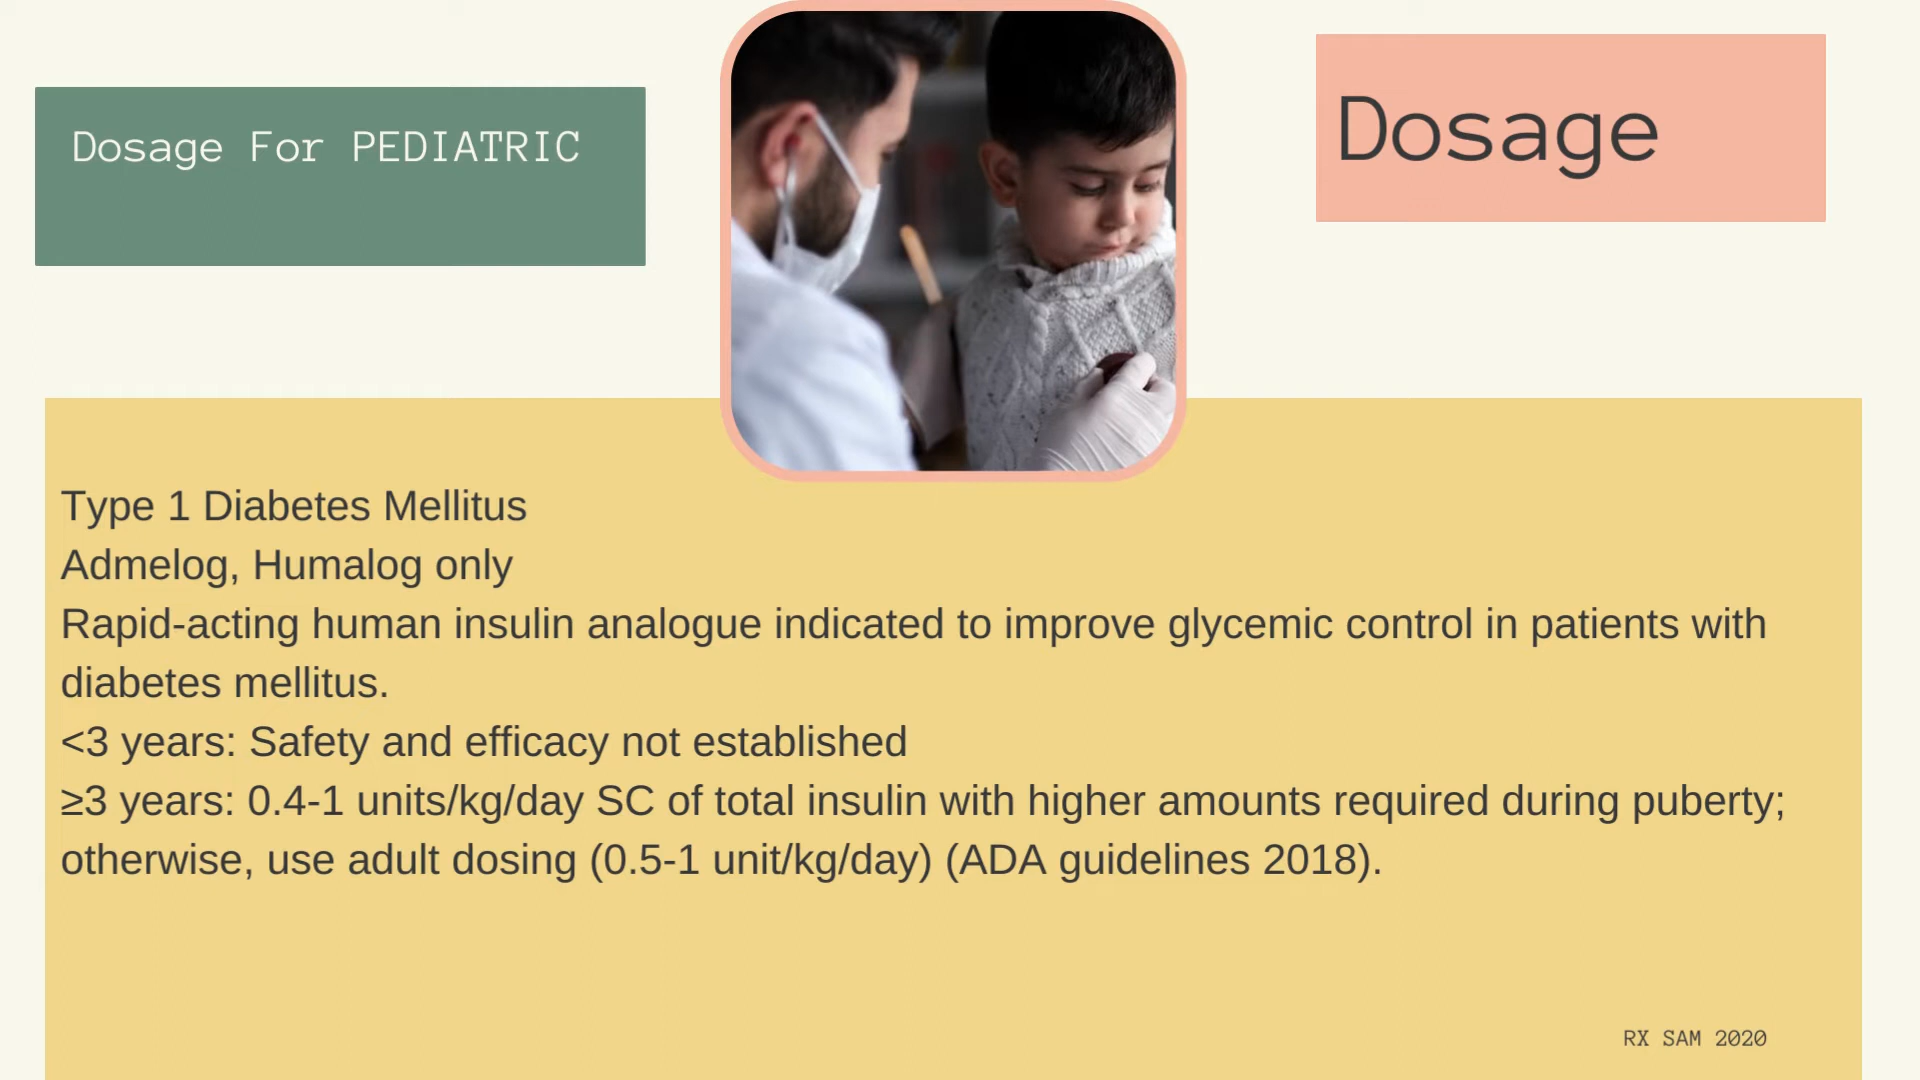 Dosage For PEDIATRIC
Dosage
Type 1 Diabetes Mellitus
Admelog, Humalog only
Rapid-acting human insulin analogue indicated to improve glycemic control in patients with
diabetes mellitus.
<3 years: Safety and efficacy not established
≥3 years: 0.4-1 units/kg/day SC of total insulin with higher amounts required during puberty;
otherwise, use adult dosing (0.5-1 unit/kg/day) (ADA guidelines 2018).
RX SAM 2020